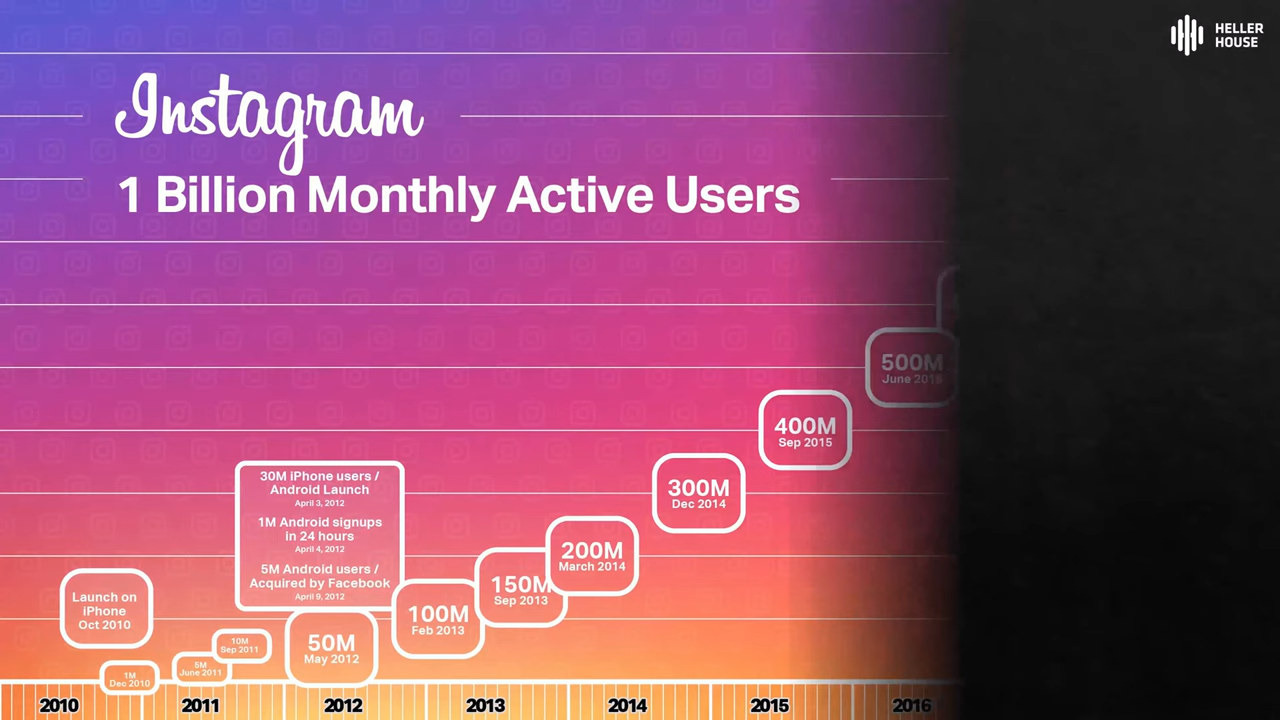 HELLER
HOUSE
Instagram
1 Billion Monthly Active Users
500M
June 2016
400M
Sep 2015
300M
Dec 2014
200M
March 2014
150M
Sep 2013
100M
Feb 2013
30M iPhone users /
Android Launch
April 3, 2012
1M Android signups
in 24 hours
April 4, 2012
5M Android users /
Acquired by Facebook
April 9, 2012
50M
May 2012
10M
Sep 2011
5M
June 2011
Launch on
iPhone
Oct 2010
1M
Dec 2010
2010 2011 2012 2013 2014 2015 2016